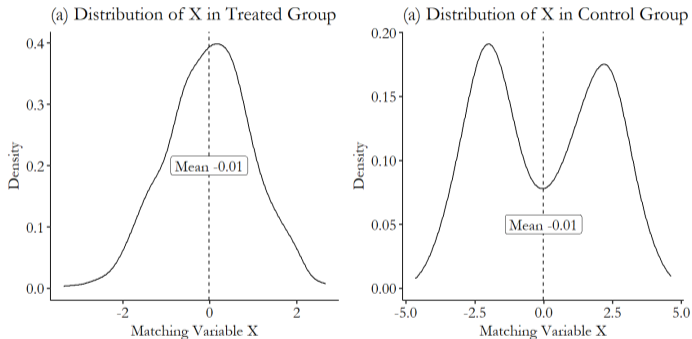 (a) Distribution of X in Treated Group
0.4
0.3
0.2
0.1
0.0
Density
Mean -0.01
-2
0
2
Matching Variable X
(a) Distribution of X in Control Group
0.20
0.15
0.10
0.05
0.00
Density
Mean -0.01
-5.0
-2.5
0.0
2.5
5.0
Matching Variable X